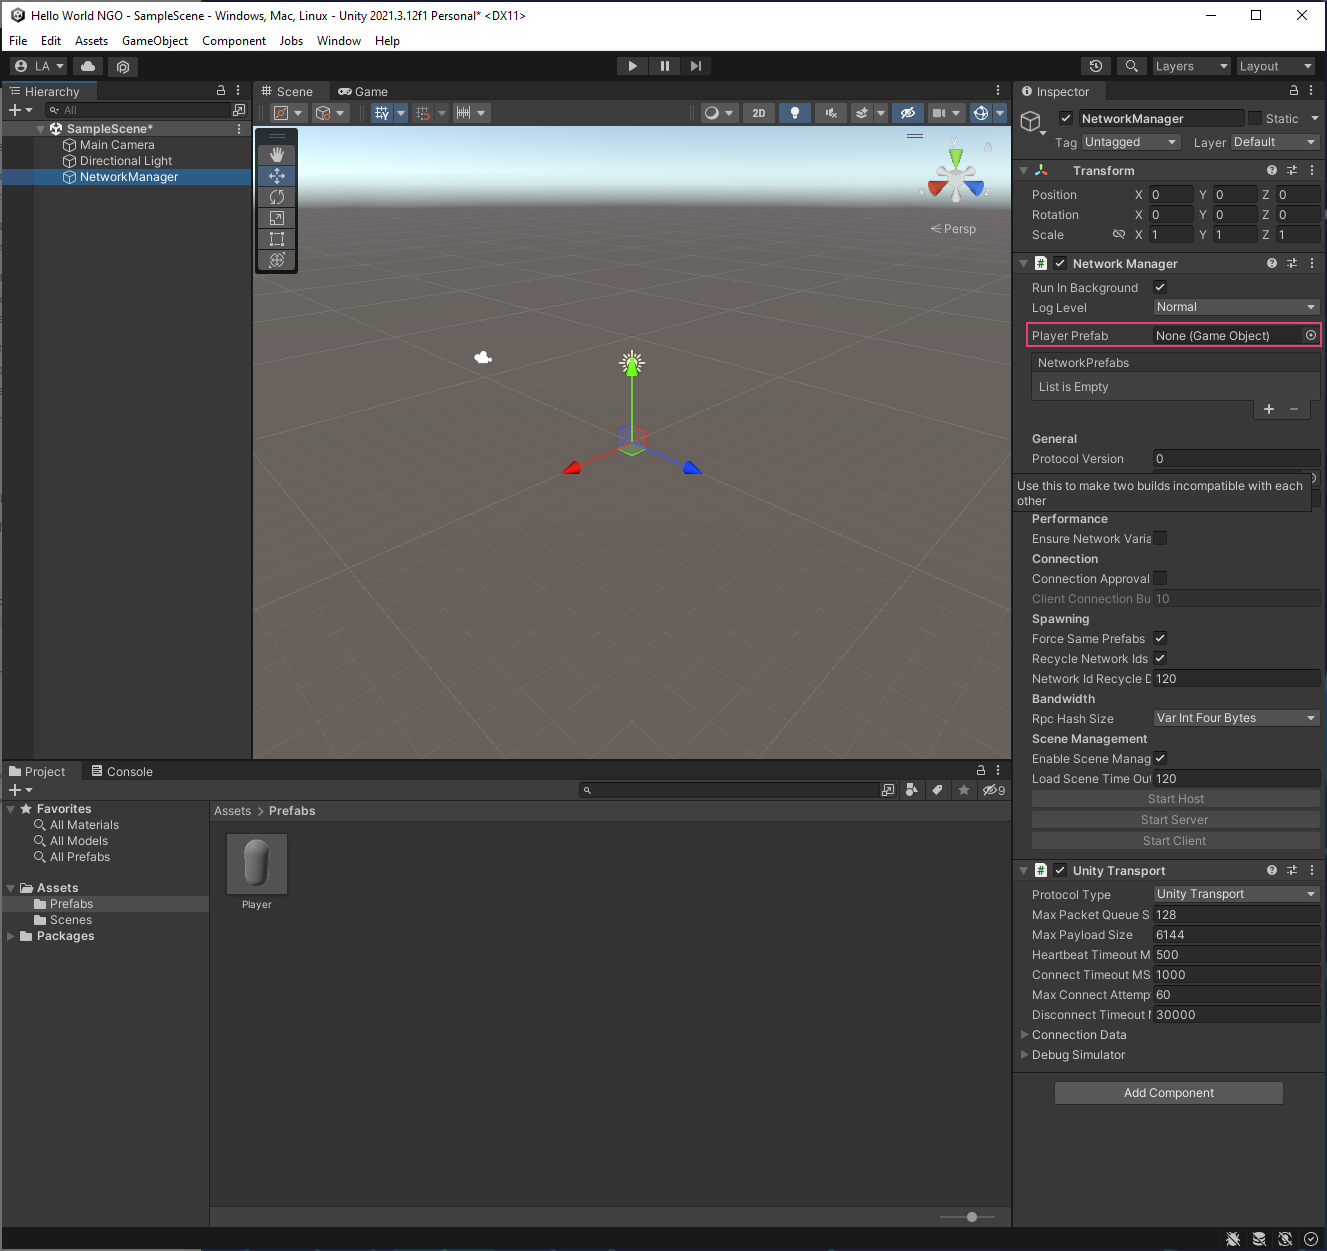 Hello World NGO - SampleScene - Windows, Mac, Linux - Unity 2021.3.12f1 Personal* <DX11>
File Edit Assets GameObject Component Jobs Window Help
LA
Layers Layout
Hierarchy
All
SampleScene*
Main Camera
Directional Light
NetworkManager
Scene Game
2D
Y
X
Z
Persp
Inspector
NetworkManager Static
Tag Untagged Layer Default
Transform
Position X 0 Y 0 Z 0
Rotation X 0 Y 0 Z 0
Scale X 1 Y 1 Z 1
# Network Manager
Run In Background
Log Level Normal
Player Prefab None (Game Object)
NetworkPrefabs
List is Empty
+ −
General
Protocol Version 0
Use this to make two builds incompatible with each
other
Performance
Ensure Network Varia
Connection
Connection Approval
Client Connection Bu 10
Spawning
Force Same Prefabs
Recycle Network Ids
Network Id Recycle D 120
Bandwidth
Rpc Hash Size Var Int Four Bytes
Scene Management
Enable Scene Manag
Load Scene Time Out 120
Start Host
Start Server
Start Client
# Unity Transport
Protocol Type Unity Transport
Max Packet Queue S 128
Max Payload Size 6144
Heartbeat Timeout M 500
Connect Timeout MS 1000
Max Connect Attemp 60
Disconnect Timeout M 30000
Connection Data
Debug Simulator
Add Component
Project Console
9
Favorites
All Materials
All Models
All Prefabs
Assets
Prefabs
Scenes
Packages
Assets > Prefabs
Player